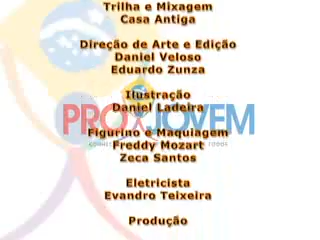 Trilha e Mixagem
Casa Antiga
Direção de Arte e Edição
Daniel Veloso
Eduardo Zunza
Ilustração
Daniel Ladeira
PROJOVEM
Figurino e Maquiagem
Freddy Mozart
TODOS
Zeca Santos
Eletricista
Evandro Teixeira
Produção